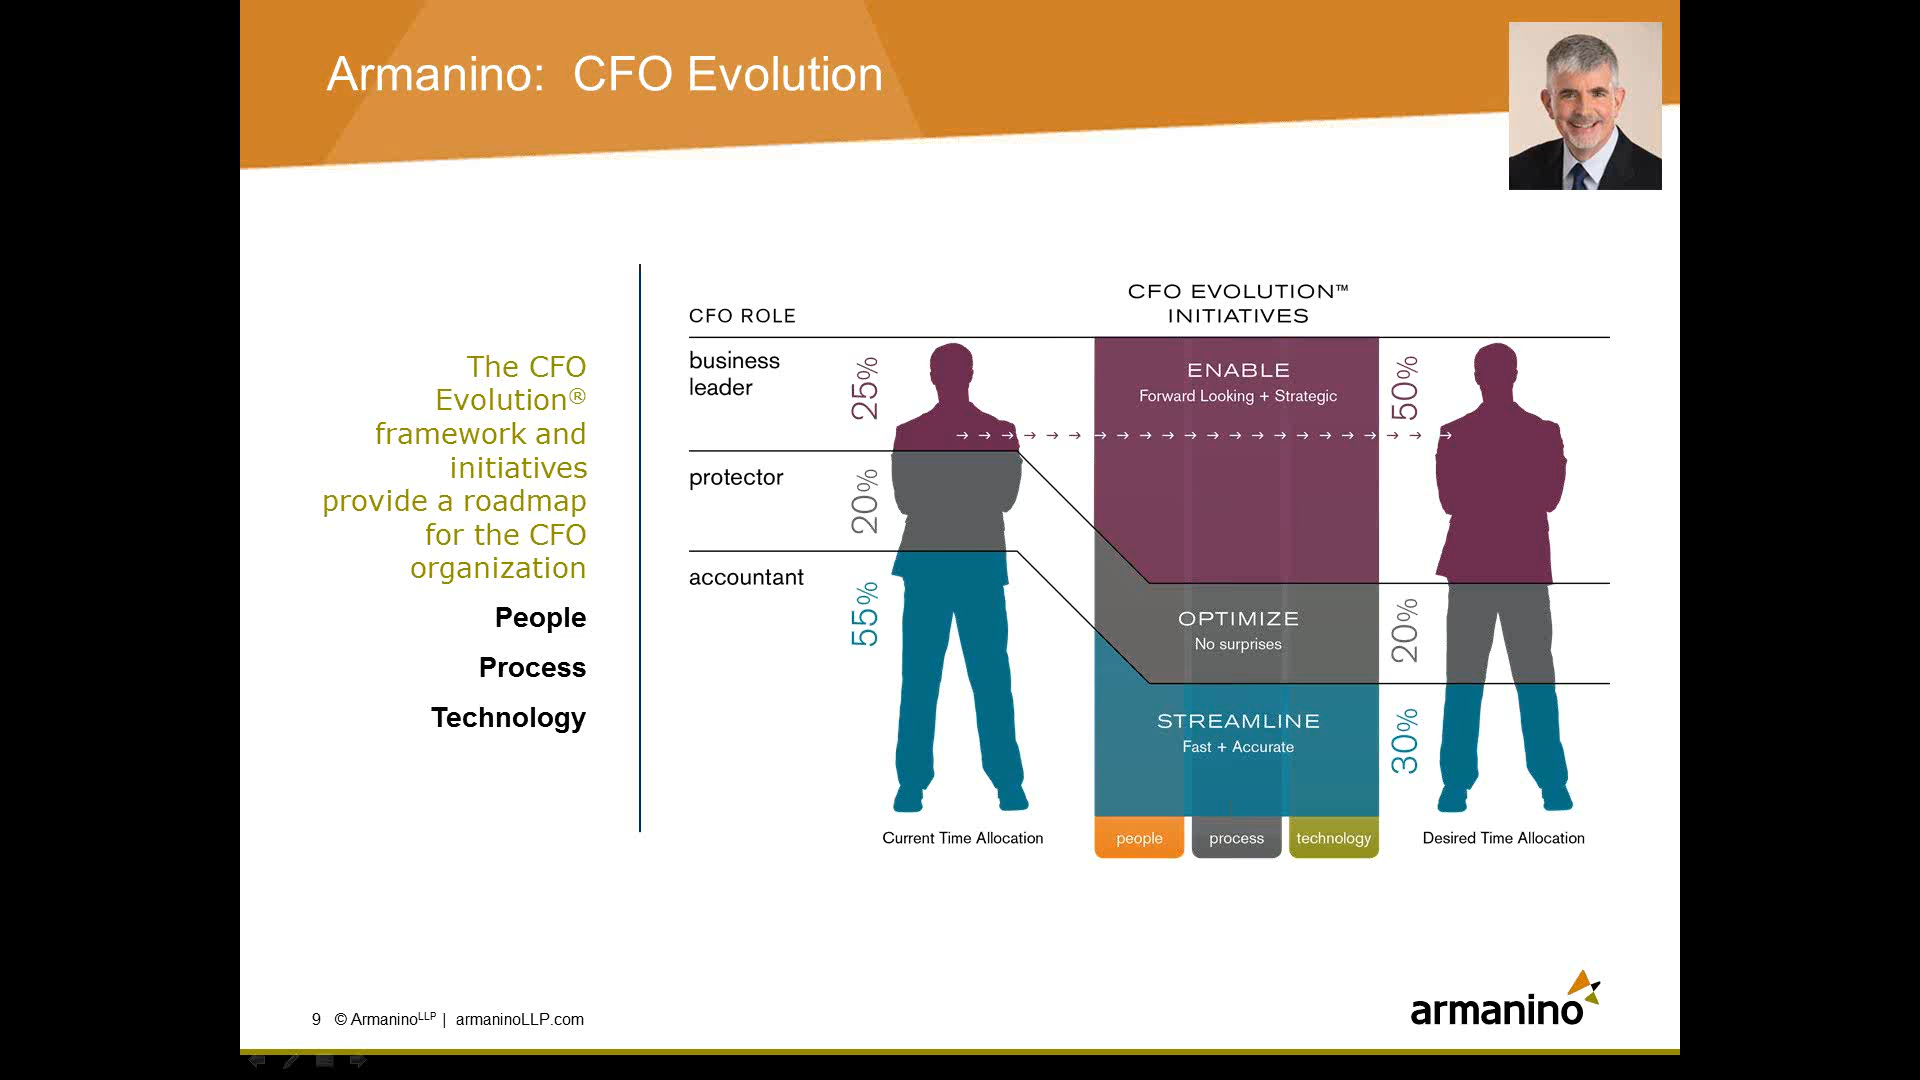 Armanino:  CFO Evolution
The CFO
Evolution®
framework and
initiatives
provide a roadmap
for the CFO
organization
People
Process
Technology
CFO ROLE
CFO EVOLUTION™
INITIATIVES
business
leader
25%
ENABLE
Forward Looking + Strategic
50%
protector
20%
accountant
55%
OPTIMIZE
No surprises
20%
STREAMLINE
Fast + Accurate
30%
Current Time Allocation
people
process
technology
Desired Time Allocation
armanino
9 © ArmaninoLLP | armaninoLLP.com